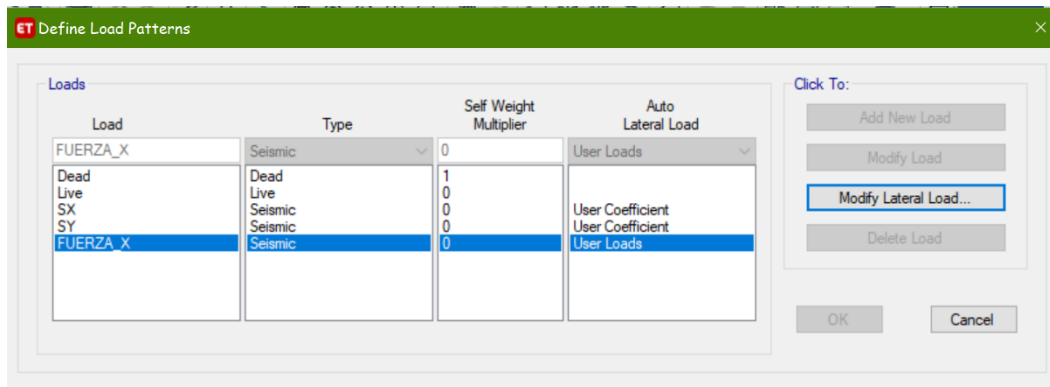 ET Define Load Patterns
Loads
Click To:
Load Type Self Weight Multiplier Auto Lateral Load
FUERZA_X Seismic 0 User Loads
Dead Dead 1
Live Live 0
SX Seismic 0 User Coefficient
SY Seismic 0 User Coefficient
FUERZA_X Seismic 0 User Loads
Add New Load
Modify Load
Modify Lateral Load...
Delete Load
OK Cancel